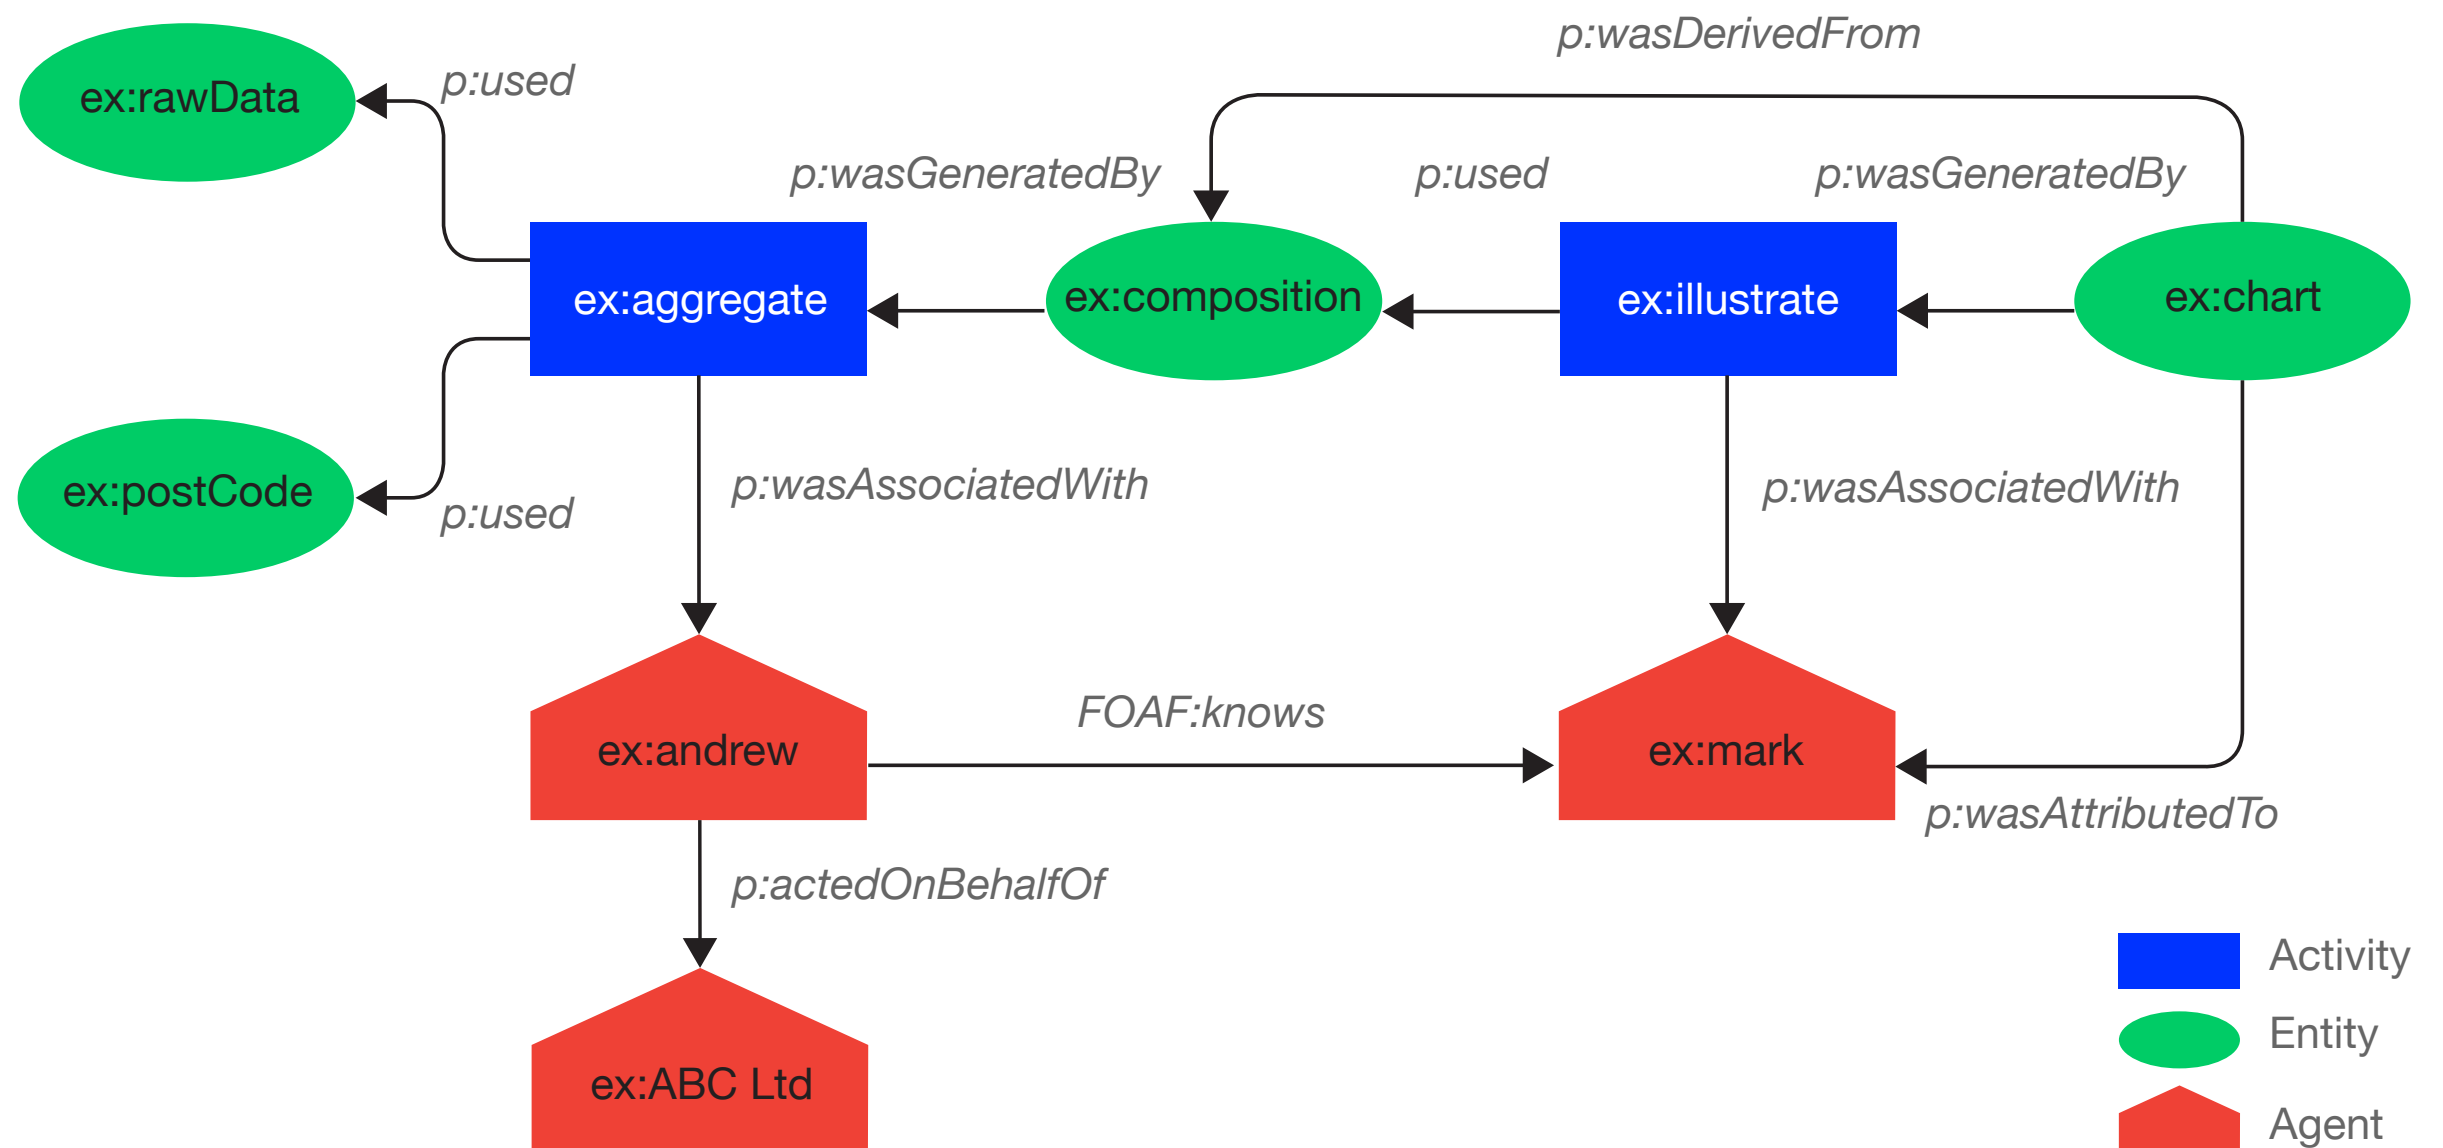 p:wasDerivedFrom
ex:rawData
p:used
p:wasGeneratedBy
p:used
p:wasGeneratedBy
ex:aggregate
ex:composition
ex:illustrate
ex:chart
ex:postCode
p:used
p:wasAssociatedWith
p:wasAssociatedWith
FOAF:knows
ex:andrew
ex:mark
p:wasAttributedTo
p:actedOnBehalfOf
Activity
Entity
ex:ABC Ltd
Agent